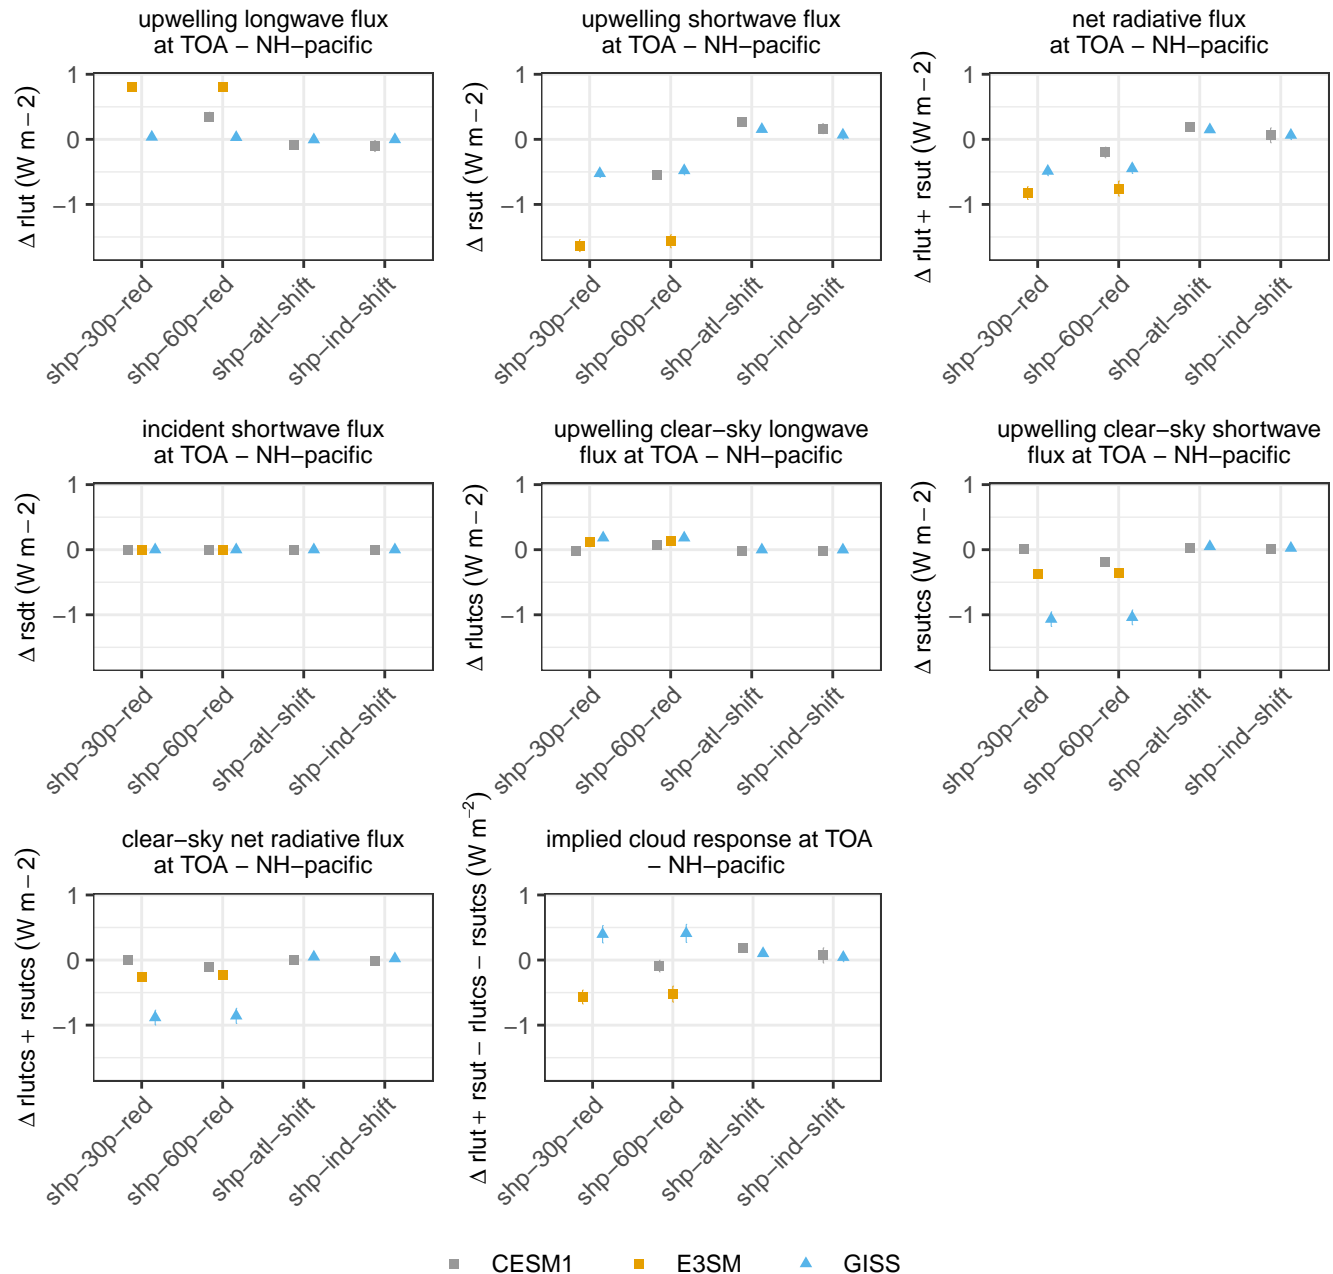 upwelling longwave flux
at TOA − NH−pacific
Δ rlut (W m − 2)
1
0
−1
shp−30p−red
shp−60p−red
shp−atl−shift
shp−ind−shift
upwelling shortwave flux
at TOA − NH−pacific
Δ rsut (W m − 2)
1
0
−1
shp−30p−red
shp−60p−red
shp−atl−shift
shp−ind−shift
net radiative flux
at TOA − NH−pacific
Δ rlut + rsut (W m − 2)
1
0
−1
shp−30p−red
shp−60p−red
shp−atl−shift
shp−ind−shift
incident shortwave flux
at TOA − NH−pacific
Δ rsdt (W m − 2)
1
0
−1
shp−30p−red
shp−60p−red
shp−atl−shift
shp−ind−shift
upwelling clear−sky longwave
flux at TOA − NH−pacific
Δ rlutcs (W m − 2)
1
0
−1
shp−30p−red
shp−60p−red
shp−atl−shift
shp−ind−shift
upwelling clear−sky shortwave
flux at TOA − NH−pacific
Δ rsutcs (W m − 2)
1
0
−1
shp−30p−red
shp−60p−red
shp−atl−shift
shp−ind−shift
clear−sky net radiative flux
at TOA − NH−pacific
Δ rlutcs + rsutcs (W m − 2)
1
0
−1
shp−30p−red
shp−60p−red
shp−atl−shift
shp−ind−shift
implied cloud response at TOA
− NH−pacific
Δ rlut + rsut − rlutcs − rsutcs (W m⁻²)
1
0
−1
shp−30p−red
shp−60p−red
shp−atl−shift
shp−ind−shift
CESM1 E3SM GISS